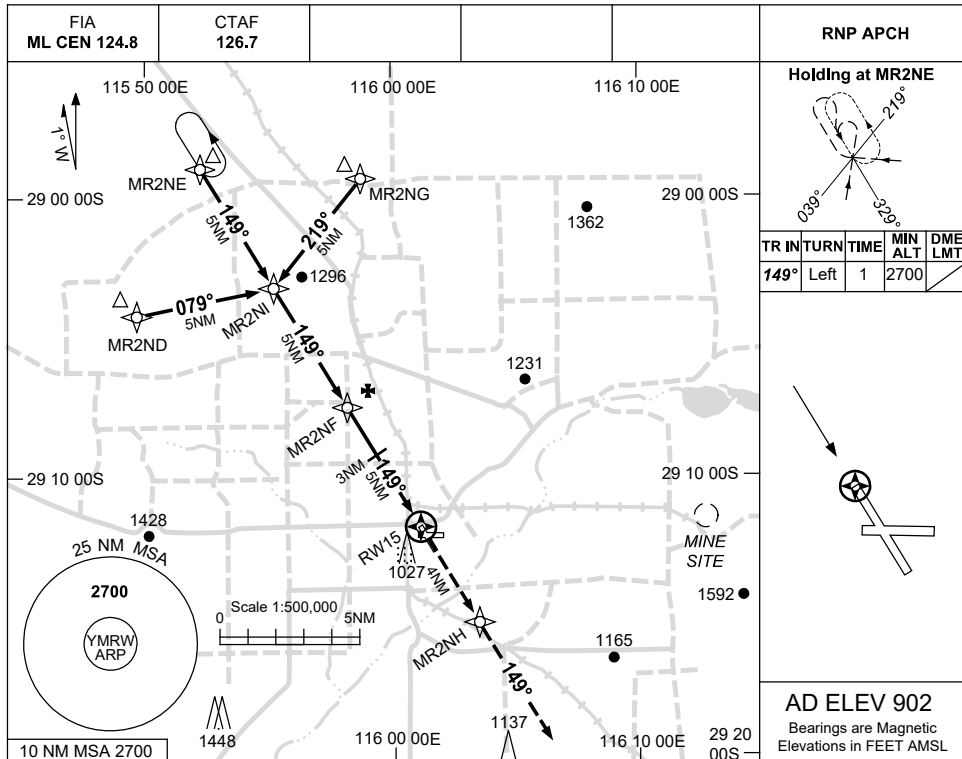 FIA
ML CEN 124.8
CTAF
126.7
RNP APCH
115 50 00E
116 00 00E
116 10 00E
1° W
MR2NE
MR2NG
29 00 00S
29 00 00S
1362
149°
5NM
219°
5NM
1296
079°
5NM
MR2ND
MR2NI
149°
5NM
1231
MR2NF
3NM
149°
5NM
29 10 00S
29 10 00S
1428
RW15
1027
MINE
SITE
25 NM MSA
2700
YMRW
ARP
Scale 1:500,000
0
5NM
4NM
1592
MR2NH
1165
149°
1448
1137
10 NM MSA 2700
116 00 00E
116 10 00E
29 20
00S
Holding at MR2NE
219°
039°
329°
TR IN TURN TIME MIN ALT DME LMT
149° Left 1 2700
AD ELEV 902
Bearings are Magnetic
Elevations in FEET AMSL